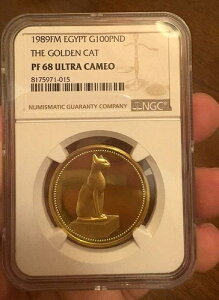 1989FM EGYPT G100PND
THE GOLDEN CAT
PF 68 ULTRA CAMEO
8175971-015
NUMISMATIC GUARANTY COMPANY
NGC